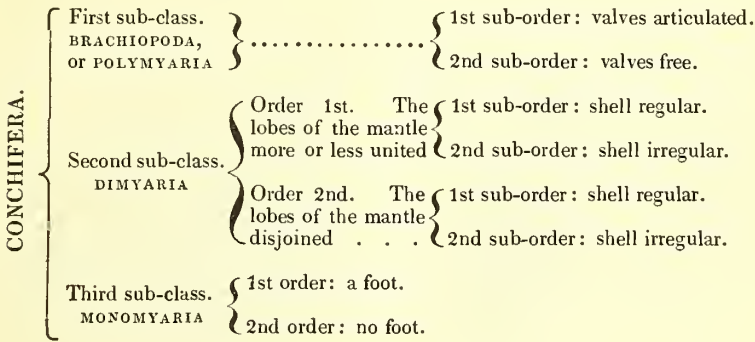 CONCHIFERA.
First sub-class.
BRACHIOPODA,
or POLYMYARIA
..................
1st sub-order: valves articulated.
2nd sub-order: valves free.
Second sub-class.
DIMYARIA
Order 1st. The
lobes of the mantle
more or less united
1st sub-order: shell regular.
2nd sub-order: shell irregular.
Order 2nd. The
lobes of the mantle
disjoined . . .
1st sub-order: shell regular.
2nd sub-order: shell irregular.
Third sub-class.
MONOMYARIA
1st order: a foot.
2nd order: no foot.